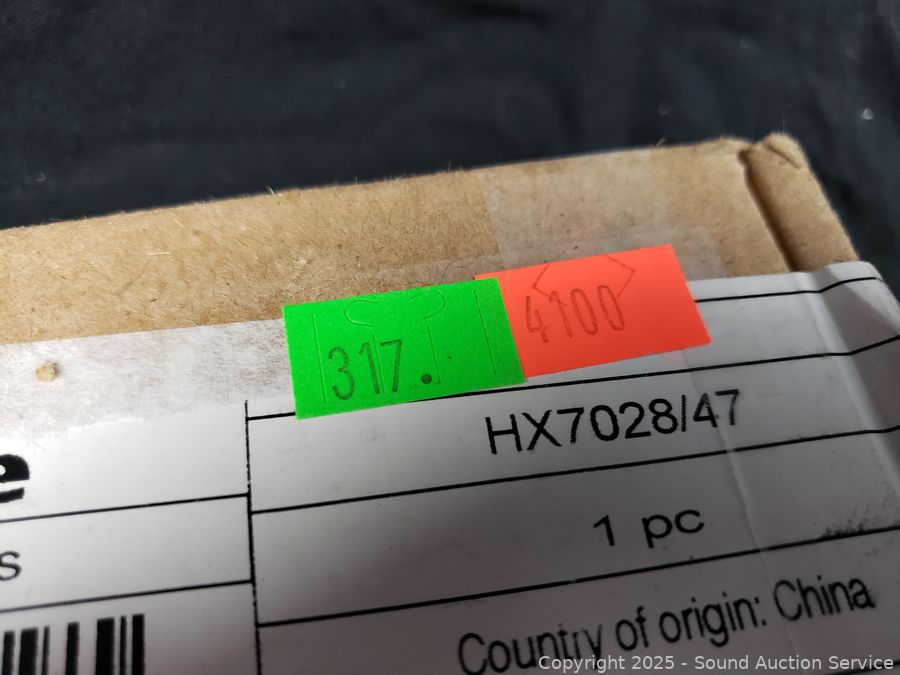 4100
317.
HX7028/47
e
1 pc
s
Country of origin: China
Copyright 2025 - Sound Auction Service